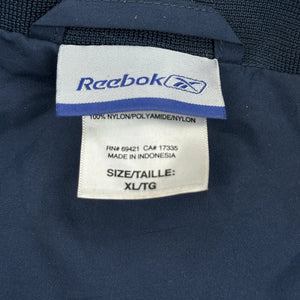 Reebok
100% NYLON/POLYAMIDE/NYLON
RN# 69421 CA# 17335
MADE IN INDONESIA
SIZE/TAILLE:
XL/TG